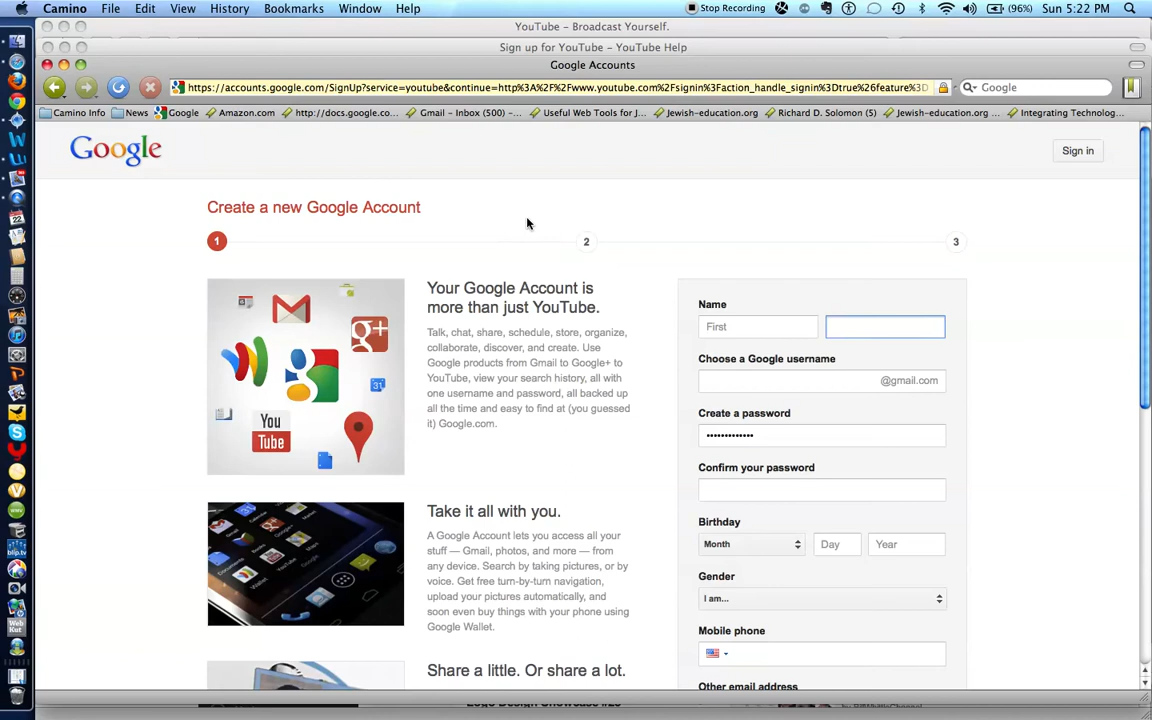 Camino File Edit View History Bookmarks Window Help Stop Recording (96%) Sun 5:22 PM
YouTube – Broadcast Yourself.
Sign up for YouTube – YouTube Help
Google Accounts
https://accounts.google.com/SignUp?service=youtube&continue=http%3A%2F%2Fwww.youtube.com%2Fsignin%3Faction_handle_signin%3Dtrue%26feature%3D
Google
Camino Info News Google Amazon.com http://docs.google.co... Gmail – Inbox (500) –... Useful Web Tools for J... Jewish-education.org Richard D. Solomon (5) Jewish-education.org ... Integrating Technolog...
Google
Sign in
Create a new Google Account
1 2 3
Your Google Account is
more than just YouTube.
Talk, chat, share, schedule, store, organize,
collaborate, discover, and create. Use
Google products from Gmail to Google+ to
YouTube, view your search history, all with
one username and password, all backed up
all the time and easy to find at (you guessed
it) Google.com.
You
Tube
31
g+
Take it all with you.
A Google Account lets you access all your
stuff — Gmail, photos, and more — from
any device. Search by taking pictures, or by
voice. Get free turn-by-turn navigation,
upload your pictures automatically, and
soon even buy things with your phone using
Google Wallet.
Share a little. Or share a lot.
Name
First
Choose a Google username
@gmail.com
Create a password
•••••••••••••
Confirm your password
Birthday
Month Day Year
Gender
I am...
Mobile phone
Other email address
22
blip.tv
Web
Kut